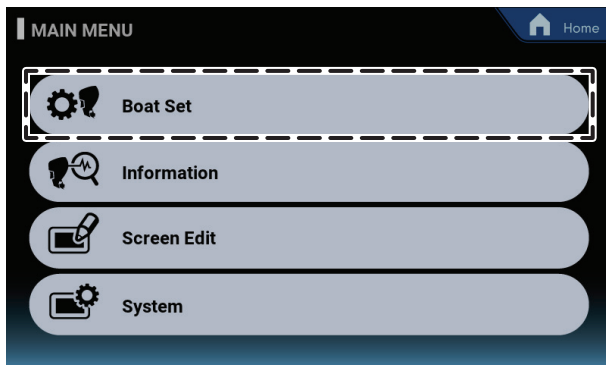 MAIN MENU
Home
Boat Set
Information
Screen Edit
System